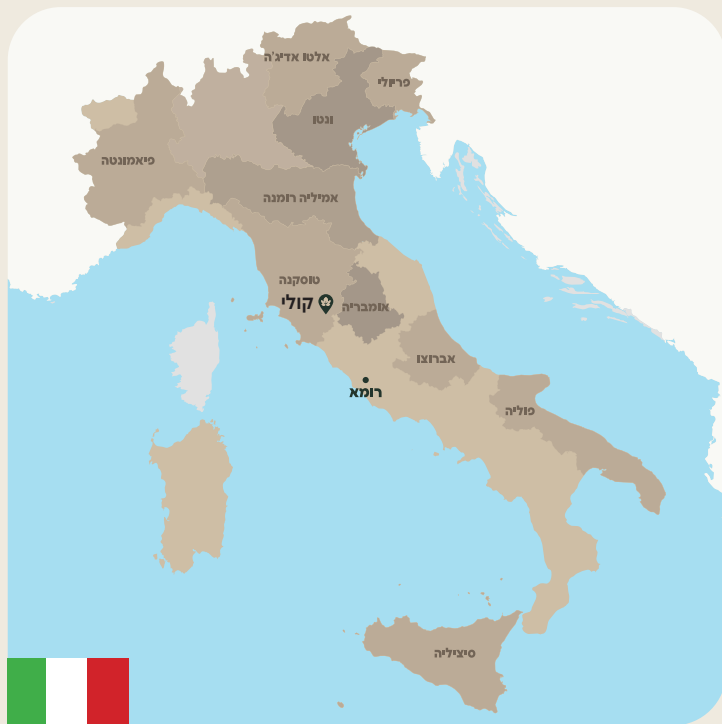 אלטו אדיג'ה
פריולי
ונטו
פיאמונטה
אמיליה רומנה
טוסקנה
קולי
אומבריה
אברוצו
רומא
פוליה
סיציליה